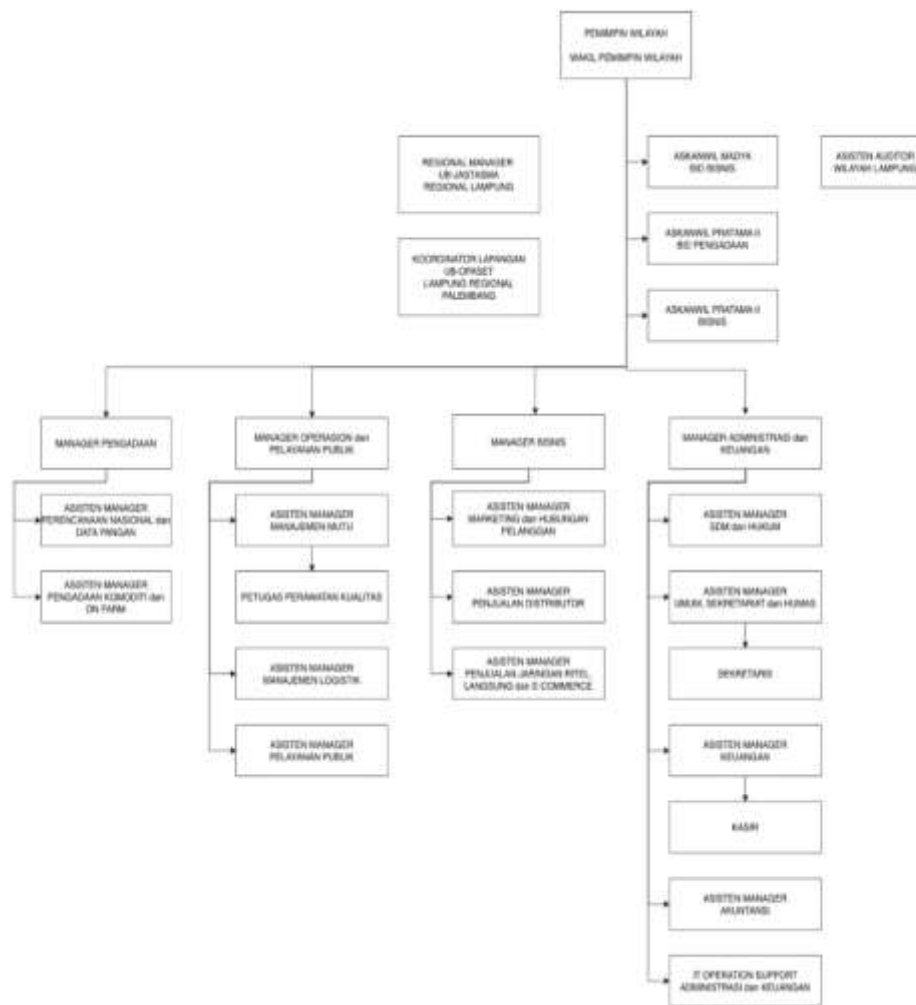 PEMIMPIN WILAYAH
WAKIL PEMIMPIN WILAYAH
REGIONAL MANAGER
UB-JASTASMA
REGIONAL LAMPUNG
ASKANWIL MADYA
BID BISNIS
ASISTEN AUDITOR
WILAYAH LAMPUNG
KOORDINATOR LAPANGAN
UB-OPASET
LAMPUNG REGIONAL
PALEMBANG
ASKANWIL PRATAMA II
BID PENGADAAN
ASKANWIL PRATAMA II
BISNIS
MANAGER PENGADAAN
MANAGER OPERASION dan
PELAYANAN PUBLIK
MANAGER BISNIS
MANAGER ADMINISTRASI dan
KEUANGAN
ASISTEN MANAGER
PERENCANAAN NASIONAL dan
DATA PANGAN
ASISTEN MANAGER
MANAJEMEN MUTU
ASISTEN MANAGER
MARKETING dan HUBUNGAN
PELANGGAN
ASISTEN MANAGER
SDM dan HUKUM
ASISTEN MANAGER
PENGADAAN KOMODITI dan
ON FARM
PETUGAS PERAWATAN KUALITAS
ASISTEN MANAGER
PENJUALAN DISTRIBUTOR
ASISTEN MANAGER
UMUM, SEKRETARIAT dan HUMAS
ASISTEN MANAGER
MANAJEMEN LOGISTIK
ASISTEN MANAGER
PENJUALAN JARINGAN RITEL,
LANGSUNG dan E COMMERCE
SEKRETARIS
ASISTEN MANAGER
PELAYANAN PUBLIK
ASISTEN MANAGER
KEUANGAN
KASIR
ASISTEN MANAGER
AKUNTANSI
IT OPERATION SUPPORT
ADMINISTRASI dan KEUANGAN